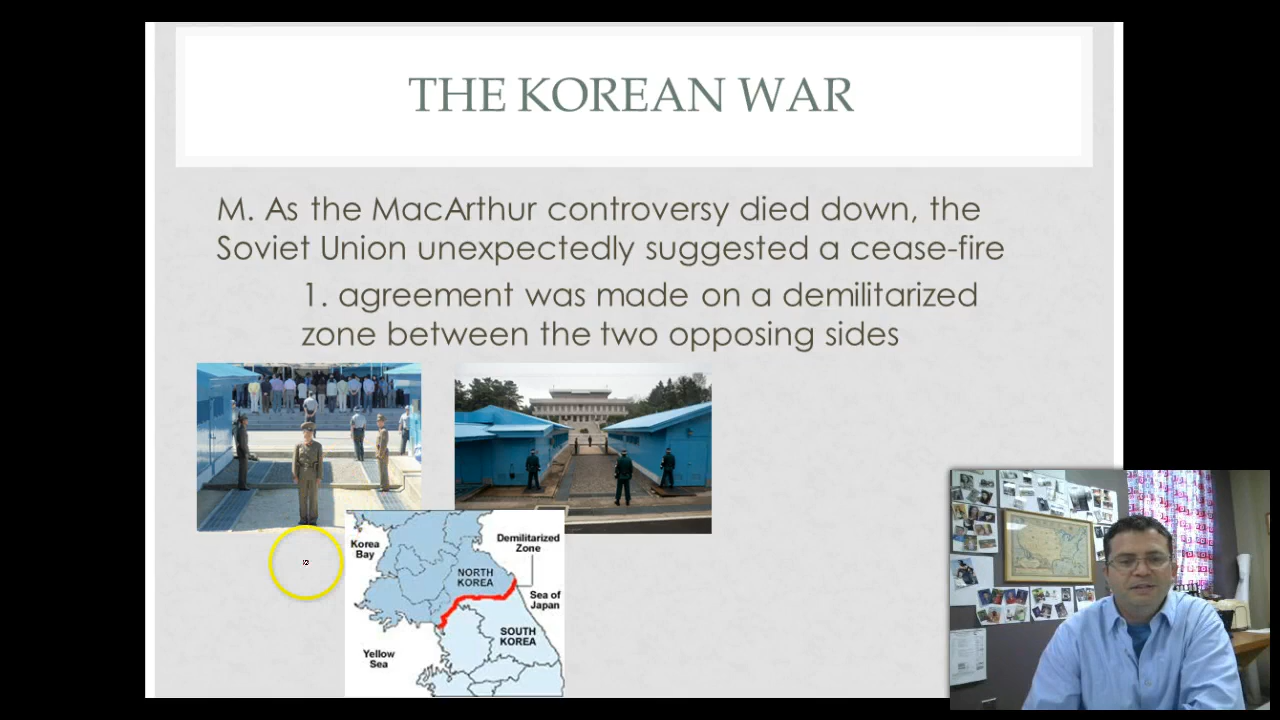 THE KOREAN WAR
M. As the MacArthur controversy died down, the
Soviet Union unexpectedly suggested a cease-fire
1. agreement was made on a demilitarized
zone between the two opposing sides
Korea
Bay
Demilitarized
Zone
NORTH
KOREA
Sea of
Japan
SOUTH
KOREA
Yellow
Sea